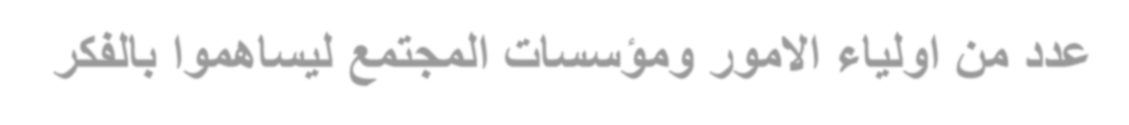 عدد من اولياء الامور ومؤسسات المجتمع ليساهموا بالفكر